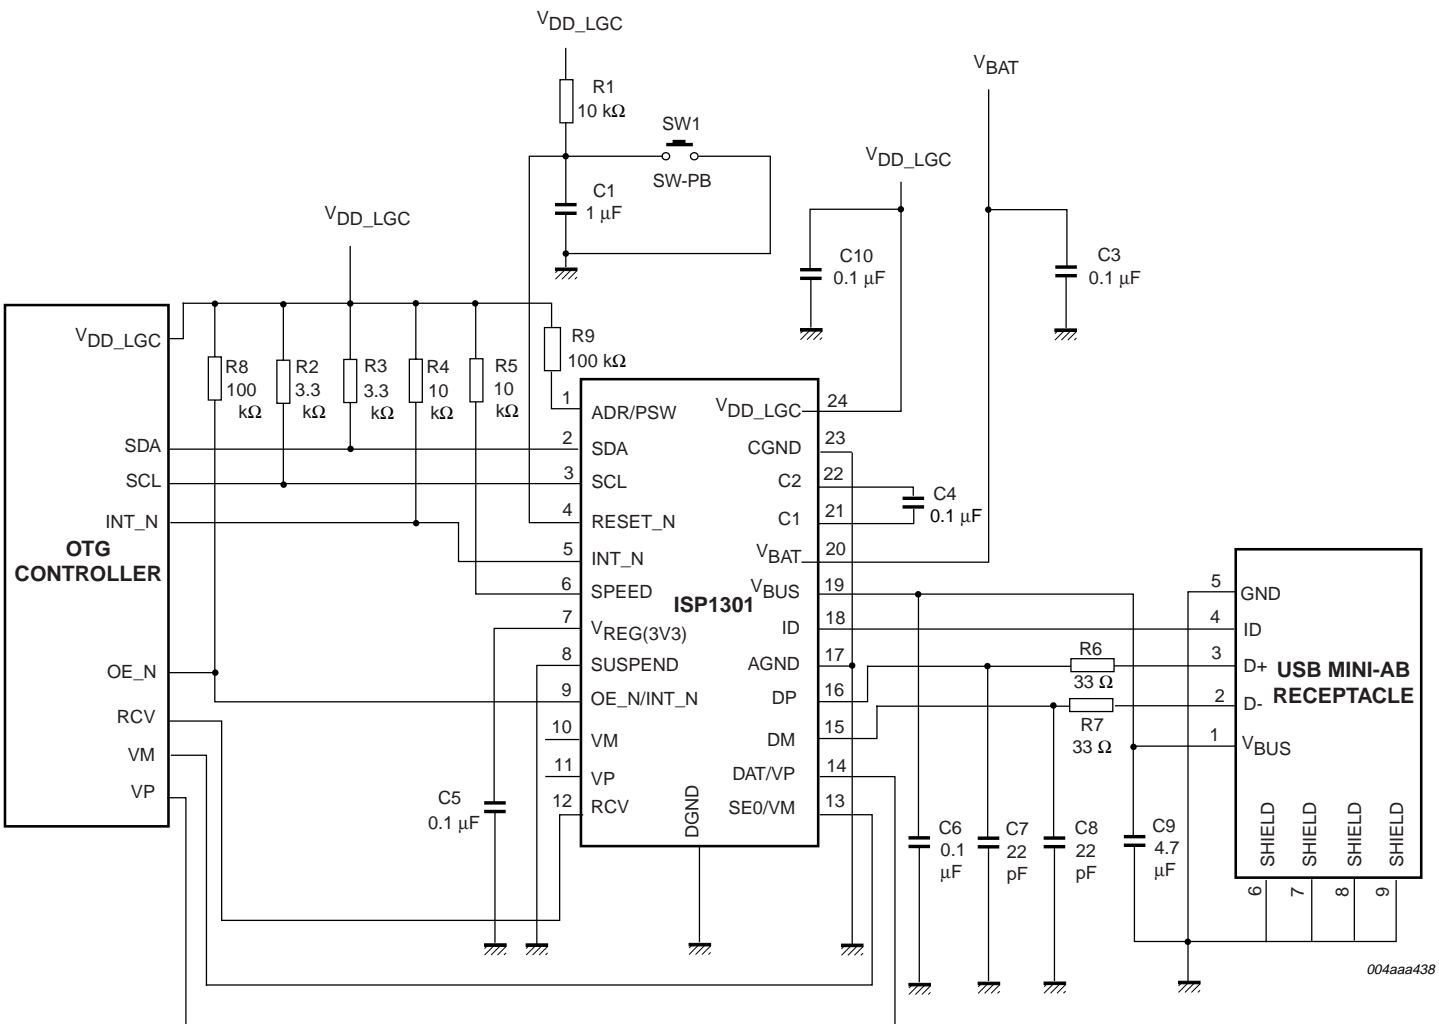 VDD_LGC
R1
10 kΩ
SW1
SW-PB
C1
1 μF
VDD_LGC
VBAT
VDD_LGC
C10
0.1 μF
C3
0.1 μF
VDD_LGC
R8
100
kΩ
R2
3.3
kΩ
R3
3.3
kΩ
R4
10
kΩ
R5
10
kΩ
R9
100 kΩ
SDA
SCL
INT_N
OTG
CONTROLLER
OE_N
RCV
VM
VP
1 ADR/PSW
2 SDA
3 SCL
4 RESET_N
5 INT_N
6 SPEED
7 VREG(3V3)
8 SUSPEND
9 OE_N/INT_N
10 VM
11 VP
12 RCV
ISP1301
DGND
VDD_LGC 24
CGND 23
C2 22
C1 21
VBAT 20
VBUS 19
ID 18
AGND 17
DP 16
DM 15
DAT/VP 14
SE0/VM 13
C4
0.1 μF
C5
0.1 μF
R6
33 Ω
R7
33 Ω
C6
0.1
μF
C7
22
pF
C8
22
pF
C9
4.7
μF
5 GND
4 ID
3 D+
2 D-
1 VBUS
USB MINI-AB
RECEPTACLE
SHIELD
SHIELD
SHIELD
SHIELD
6
7
8
9
004aaa438